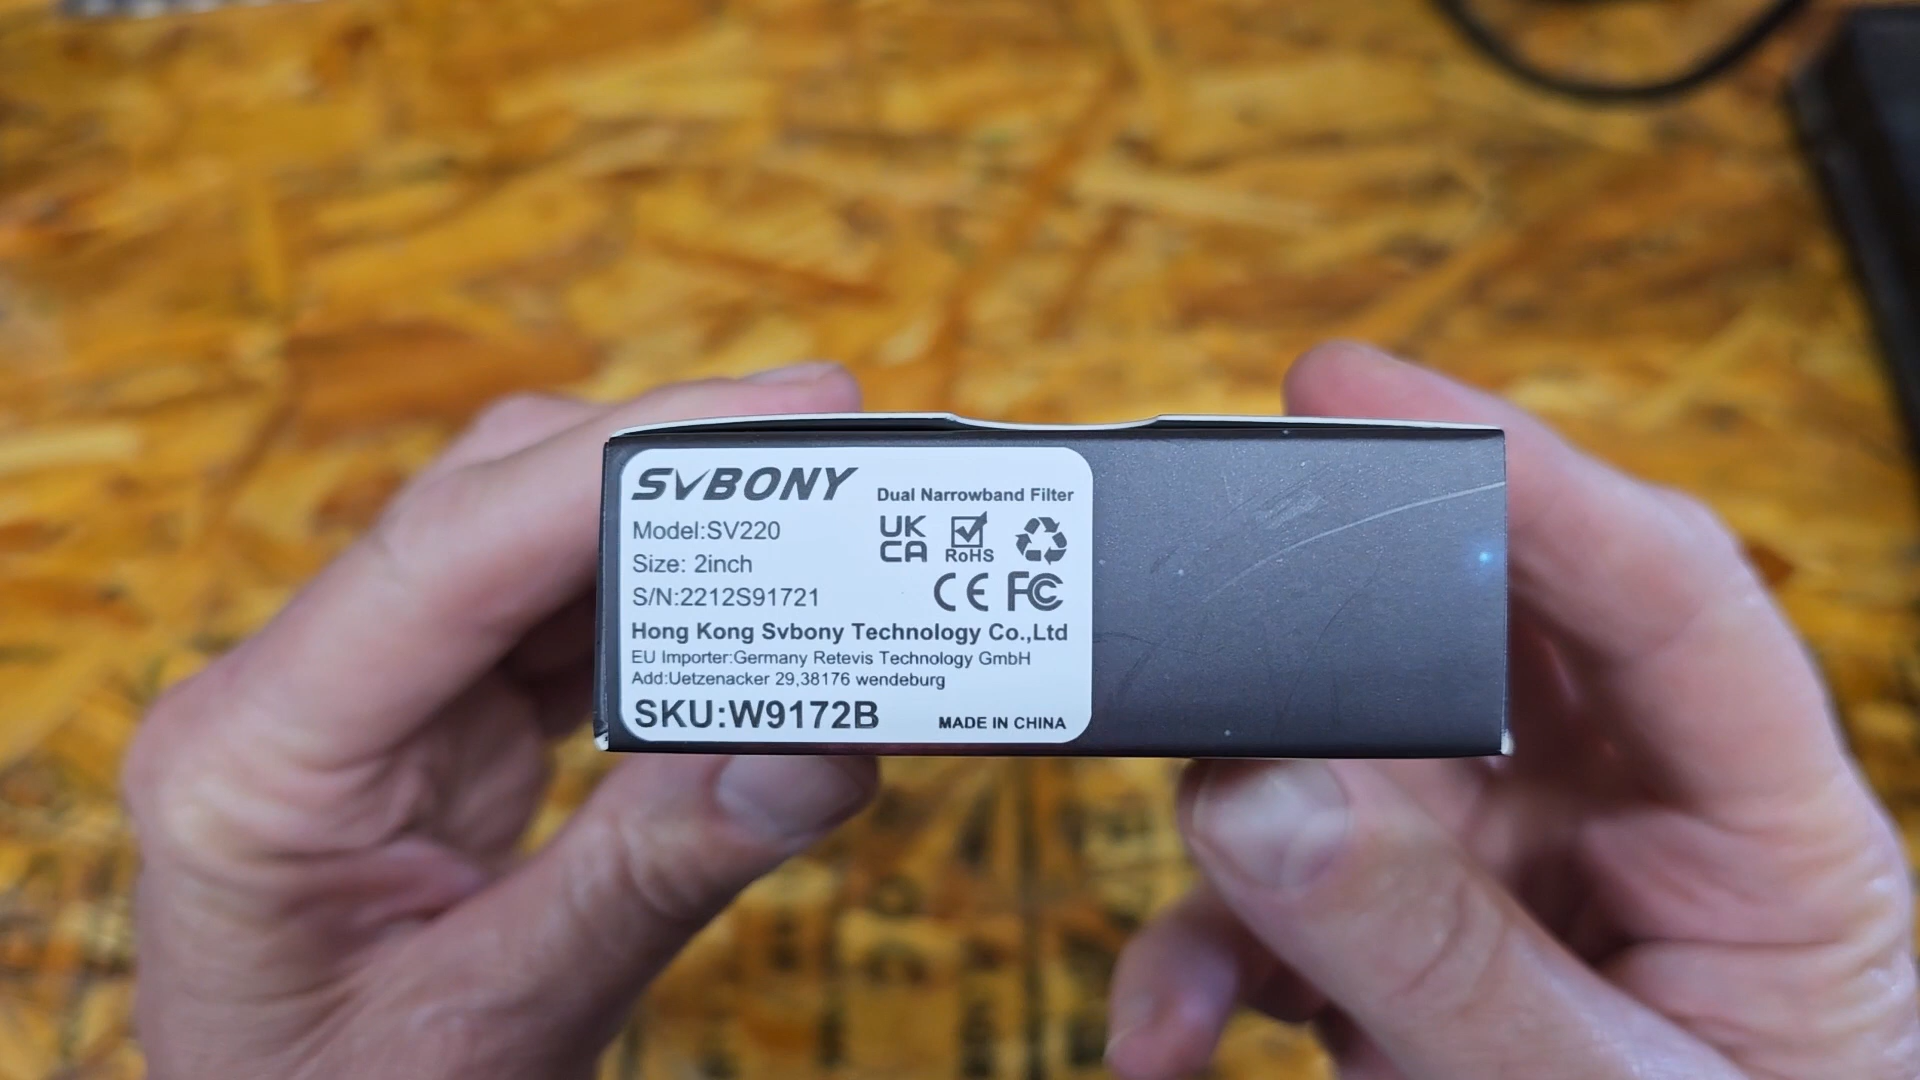 SVBONY
Dual Narrowband Filter
Model:SV220
Size: 2inch
S/N:2212S91721
UK
CA
RoHS
CE FC
Hong Kong Svbony Technology Co.,Ltd
EU Importer:Germany Retevis Technology GmbH
Add:Uetzenacker 29,38176 wendeburg
SKU:W9172B
MADE IN CHINA